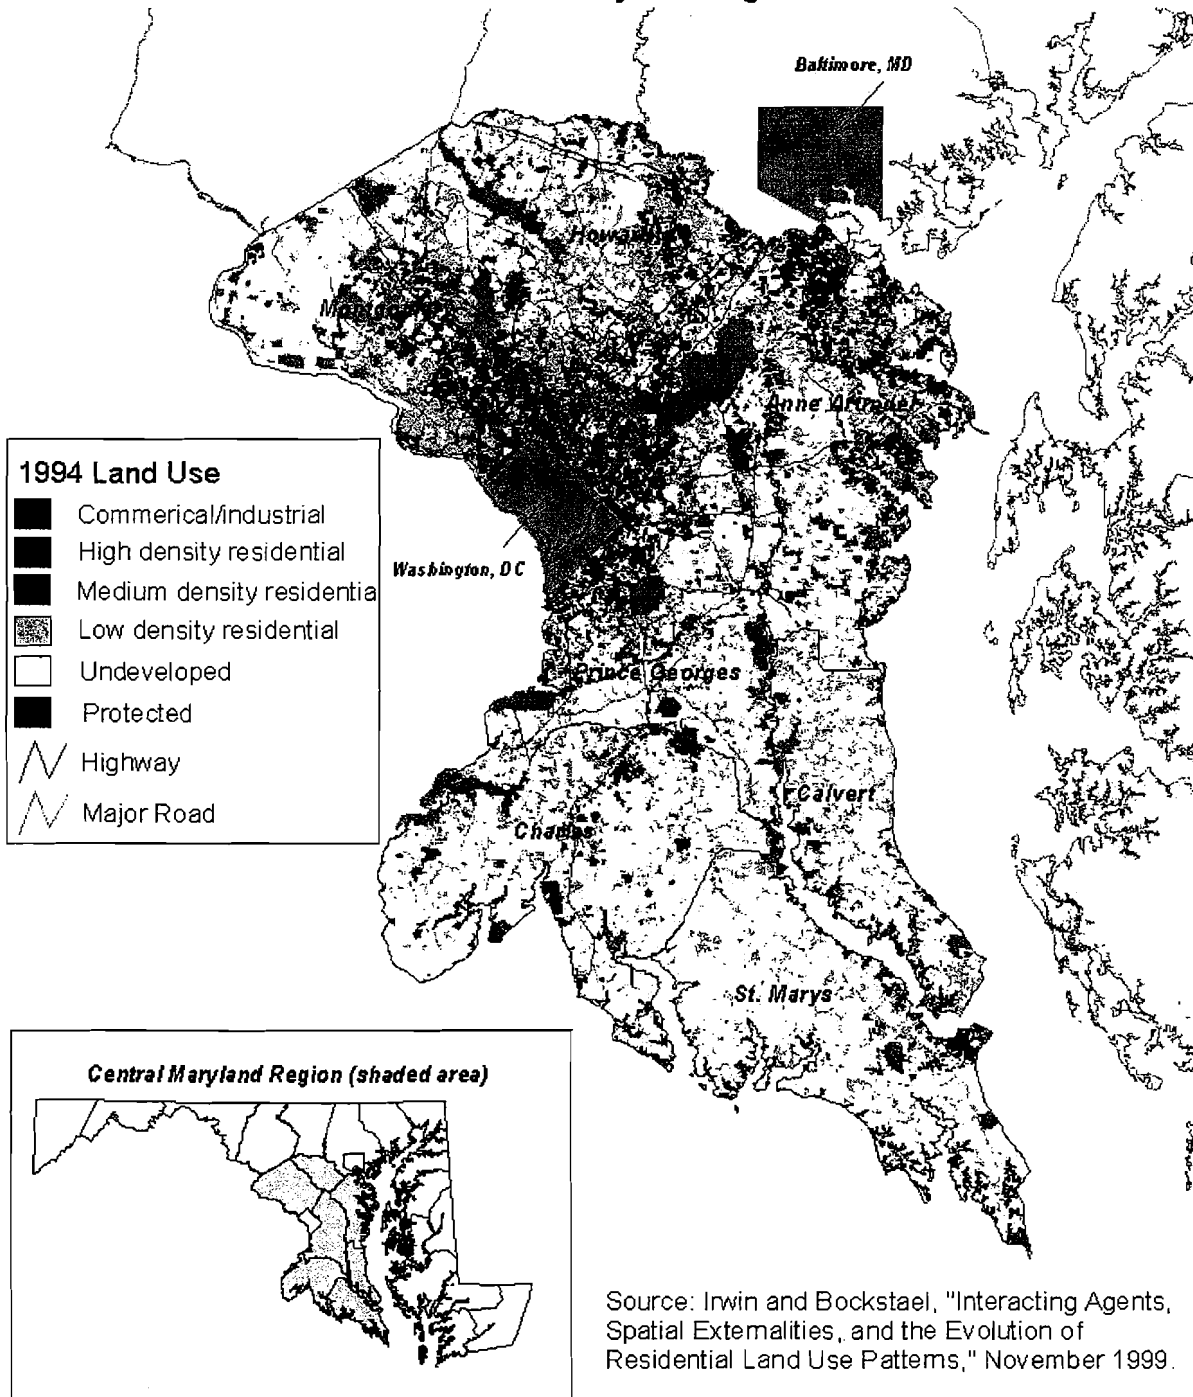 Baltimore, MD
Howard
Montgomery
Anne Arundel
1994 Land Use
Commerical/industrial
High density residential
Medium density residentia
Low density residential
Undeveloped
Protected
Highway
Major Road
Washington, DC
Prince Georges
Calvert
Charles
St. Marys
Central Maryland Region (shaded area)
Source: Irwin and Bockstael, "Interacting Agents,
Spatial Externalities, and the Evolution of
Residential Land Use Patterns," November 1999.